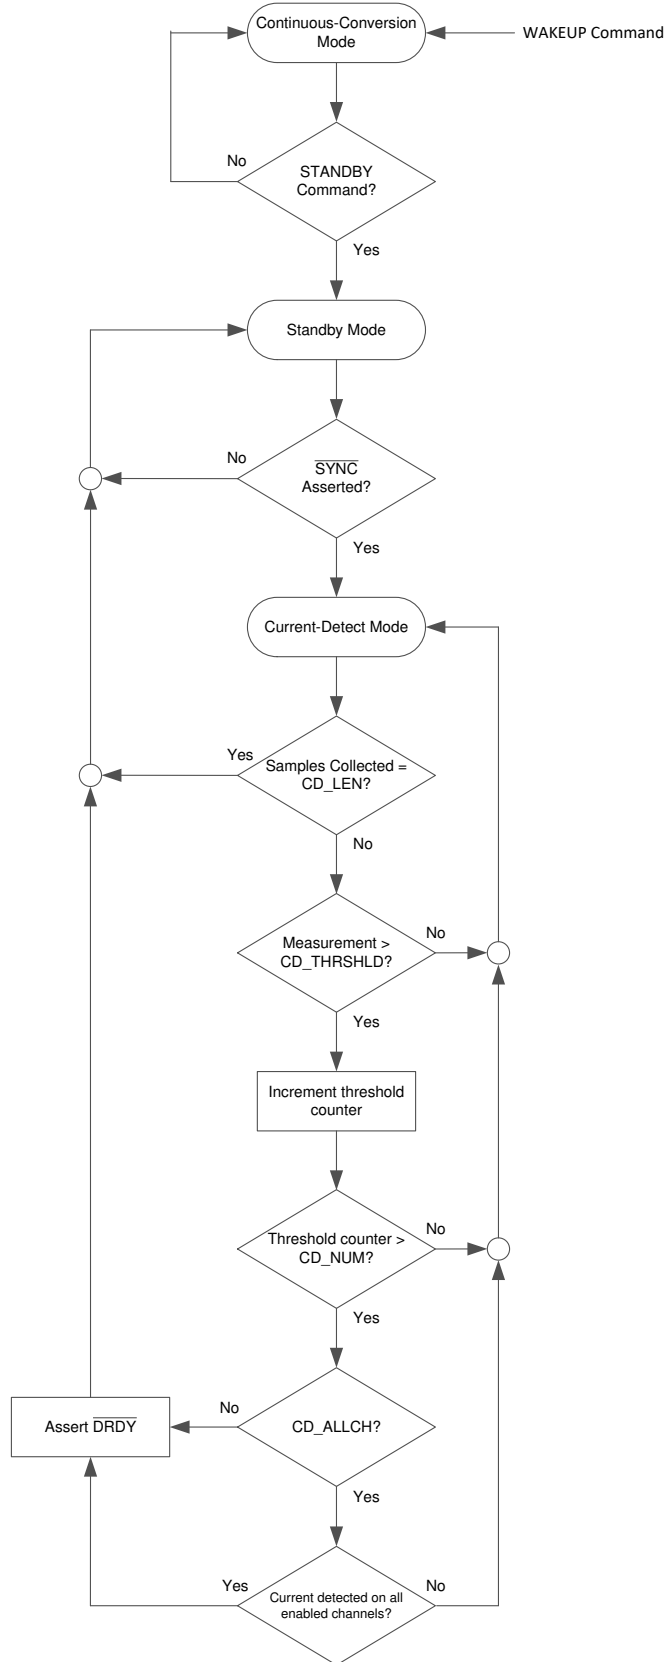 Continuous-Conversion
Mode
WAKEUP Command
No
STANDBY
Command?
Yes
Standby Mode
No
SYNC
Asserted?
Yes
Current-Detect Mode
Yes
Samples Collected =
CD_LEN?
No
Measurement >
CD_THRSHLD?
No
Yes
Increment threshold
counter
Threshold counter >
CD_NUM?
No
Yes
Assert DRDY
No
CD_ALLCH?
Yes
Yes
Current detected on all
enabled channels?
No